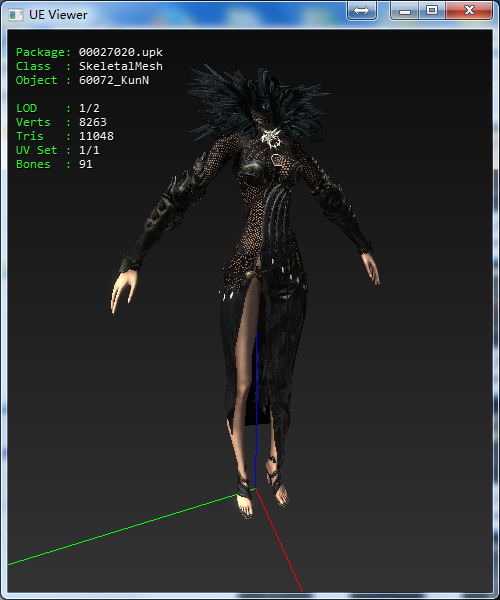 UE Viewer
Package: 00027020.upk
Class  : SkeletalMesh
Object : 60072_KunN
LOD    : 1/2
Verts  : 8263
Tris   : 11048
UV Set : 1/1
Bones  : 91